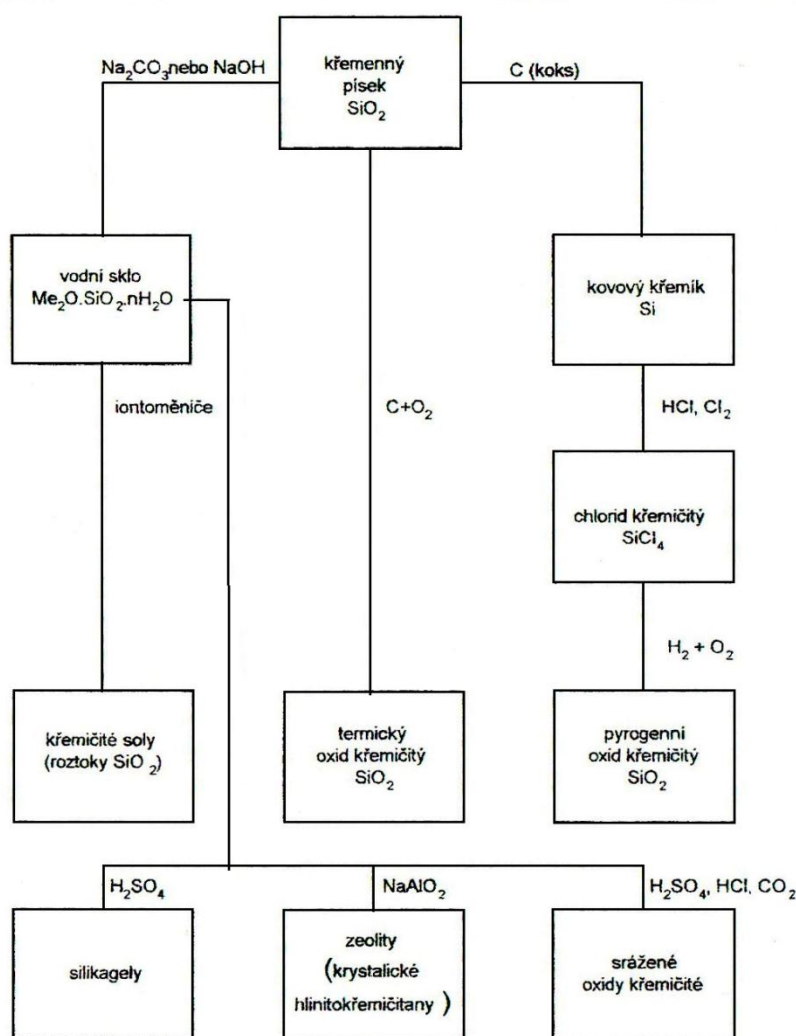 Na₂CO₃nebo NaOH
křemenný
písek
SiO₂
C (koks)
vodní sklo
Me₂O.SiO₂.nH₂O
kovový křemík
Si
iontoměniče
C+O₂
HCl, Cl₂
chlorid křemičitý
SiCl₄
H₂ + O₂
křemičité soly
(roztoky SiO₂)
termický
oxid křemičitý
SiO₂
pyrogenní
oxid křemičitý
SiO₂
H₂SO₄
NaAlO₂
H₂SO₄, HCl, CO₂
silikagely
zeolity
(krystalické
hlinitokřemičitany )
srážené
oxidy křemičité